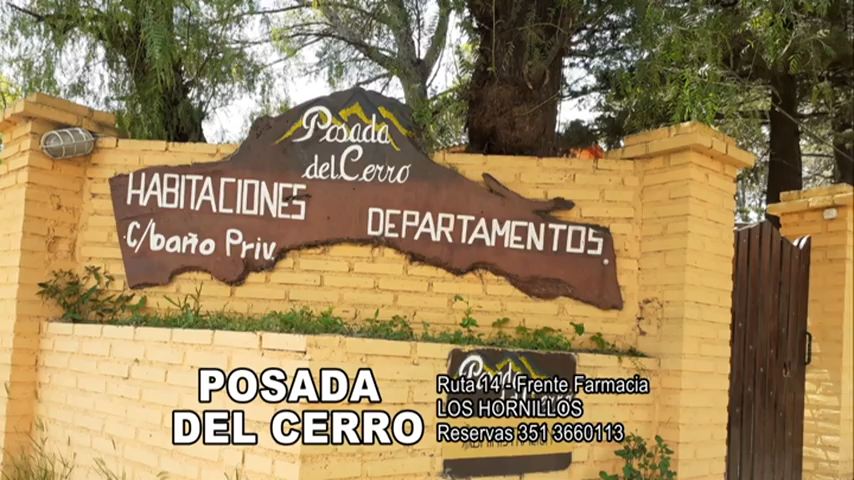 Posada
del Cerro
HABITACIONES
C/baño Priv.
DEPARTAMENTOS.
POSADA
DEL CERRO
Ruta 14 - Frente Farmacia
LOS HORNILLOS
Reservas 351 3660113